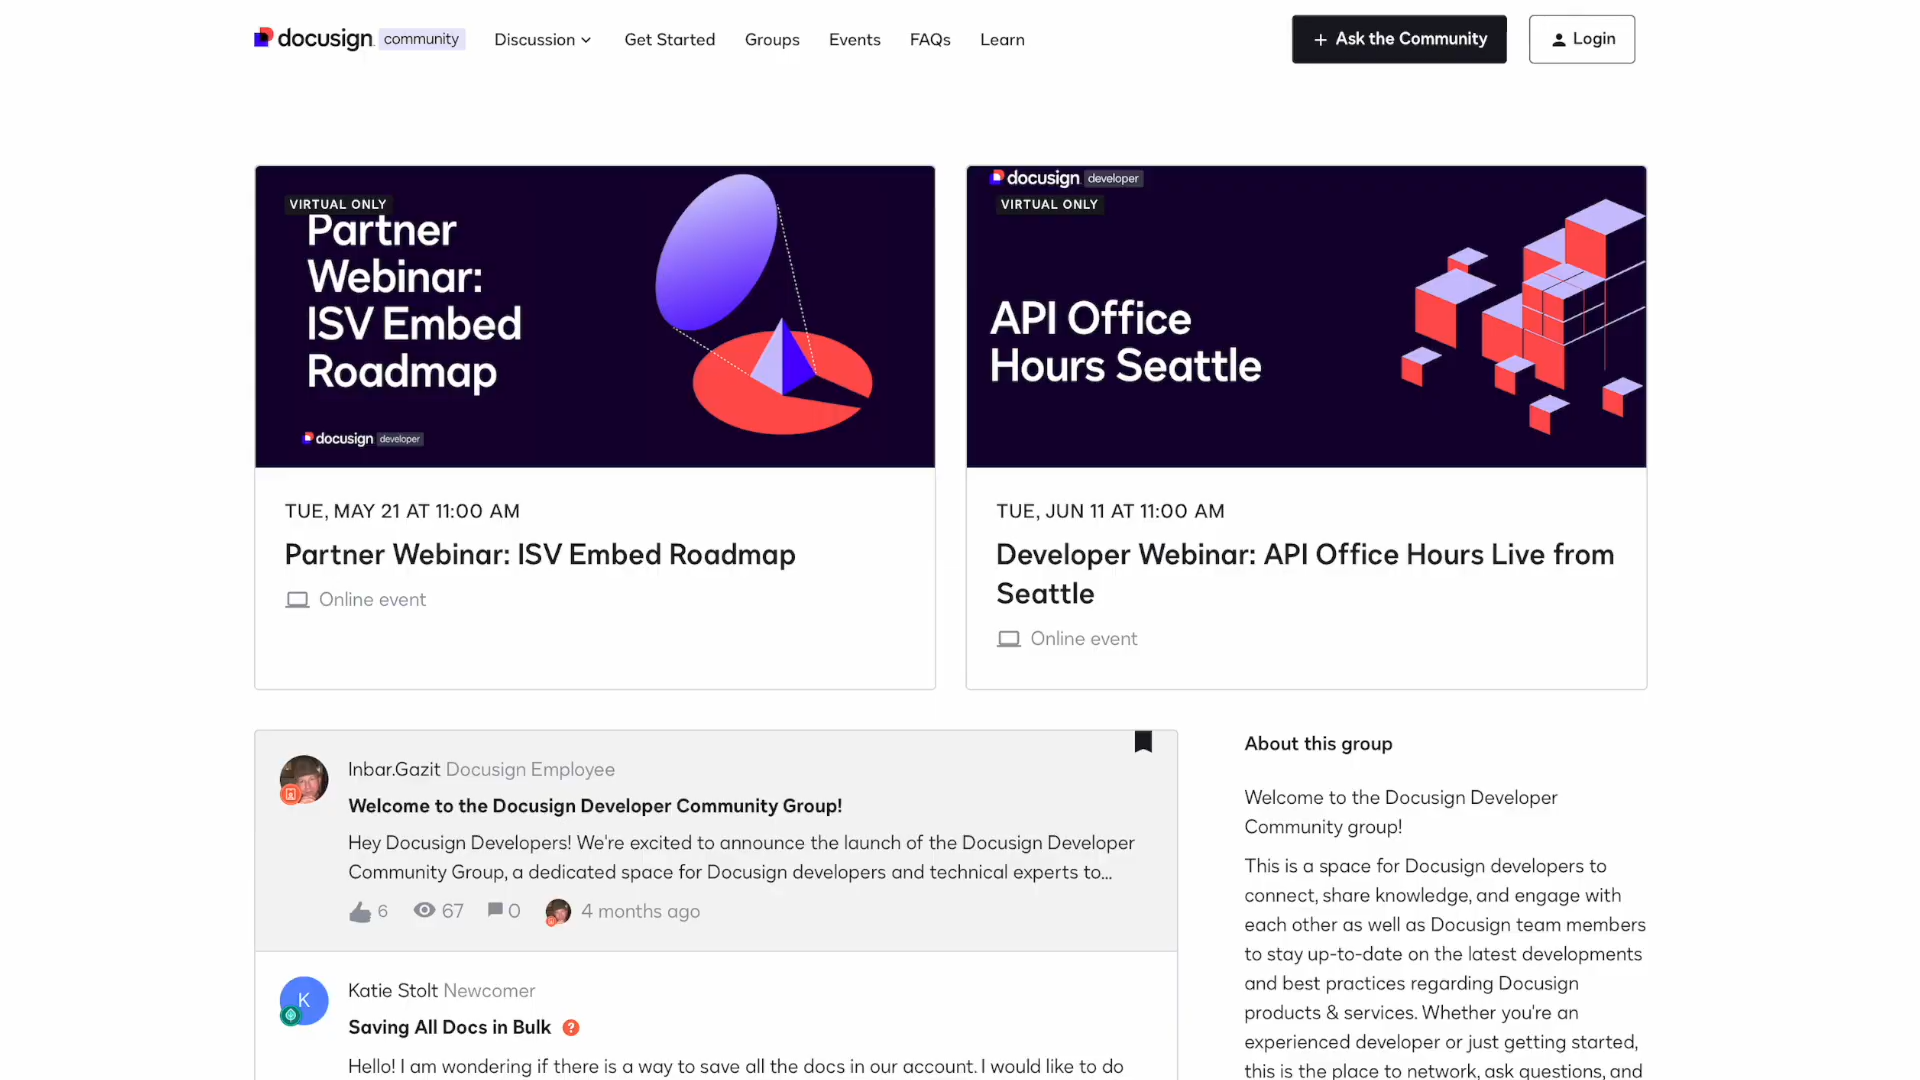 docusign community Discussion Get Started Groups Events FAQs Learn + Ask the Community Login
VIRTUAL ONLY
Partner
Webinar:
ISV Embed
Roadmap
docusign developer
TUE, MAY 21 AT 11:00 AM
Partner Webinar: ISV Embed Roadmap
Online event
docusign developer
VIRTUAL ONLY
API Office
Hours Seattle
TUE, JUN 11 AT 11:00 AM
Developer Webinar: API Office Hours Live from
Seattle
Online event
Inbar.Gazit Docusign Employee
Welcome to the Docusign Developer Community Group!
Hey Docusign Developers! We're excited to announce the launch of the Docusign Developer
Community Group, a dedicated space for Docusign developers and technical experts to...
6 67 0 4 months ago
K
Katie Stolt Newcomer
Saving All Docs in Bulk ?
Hello! I am wondering if there is a way to save all the docs in our account. I would like to do
About this group
Welcome to the Docusign Developer
Community group!
This is a space for Docusign developers to
connect, share knowledge, and engage with
each other as well as Docusign team members
to stay up-to-date on the latest developments
and best practices regarding Docusign
products & services. Whether you're an
experienced developer or just getting started,
this is the place to network, ask questions, and